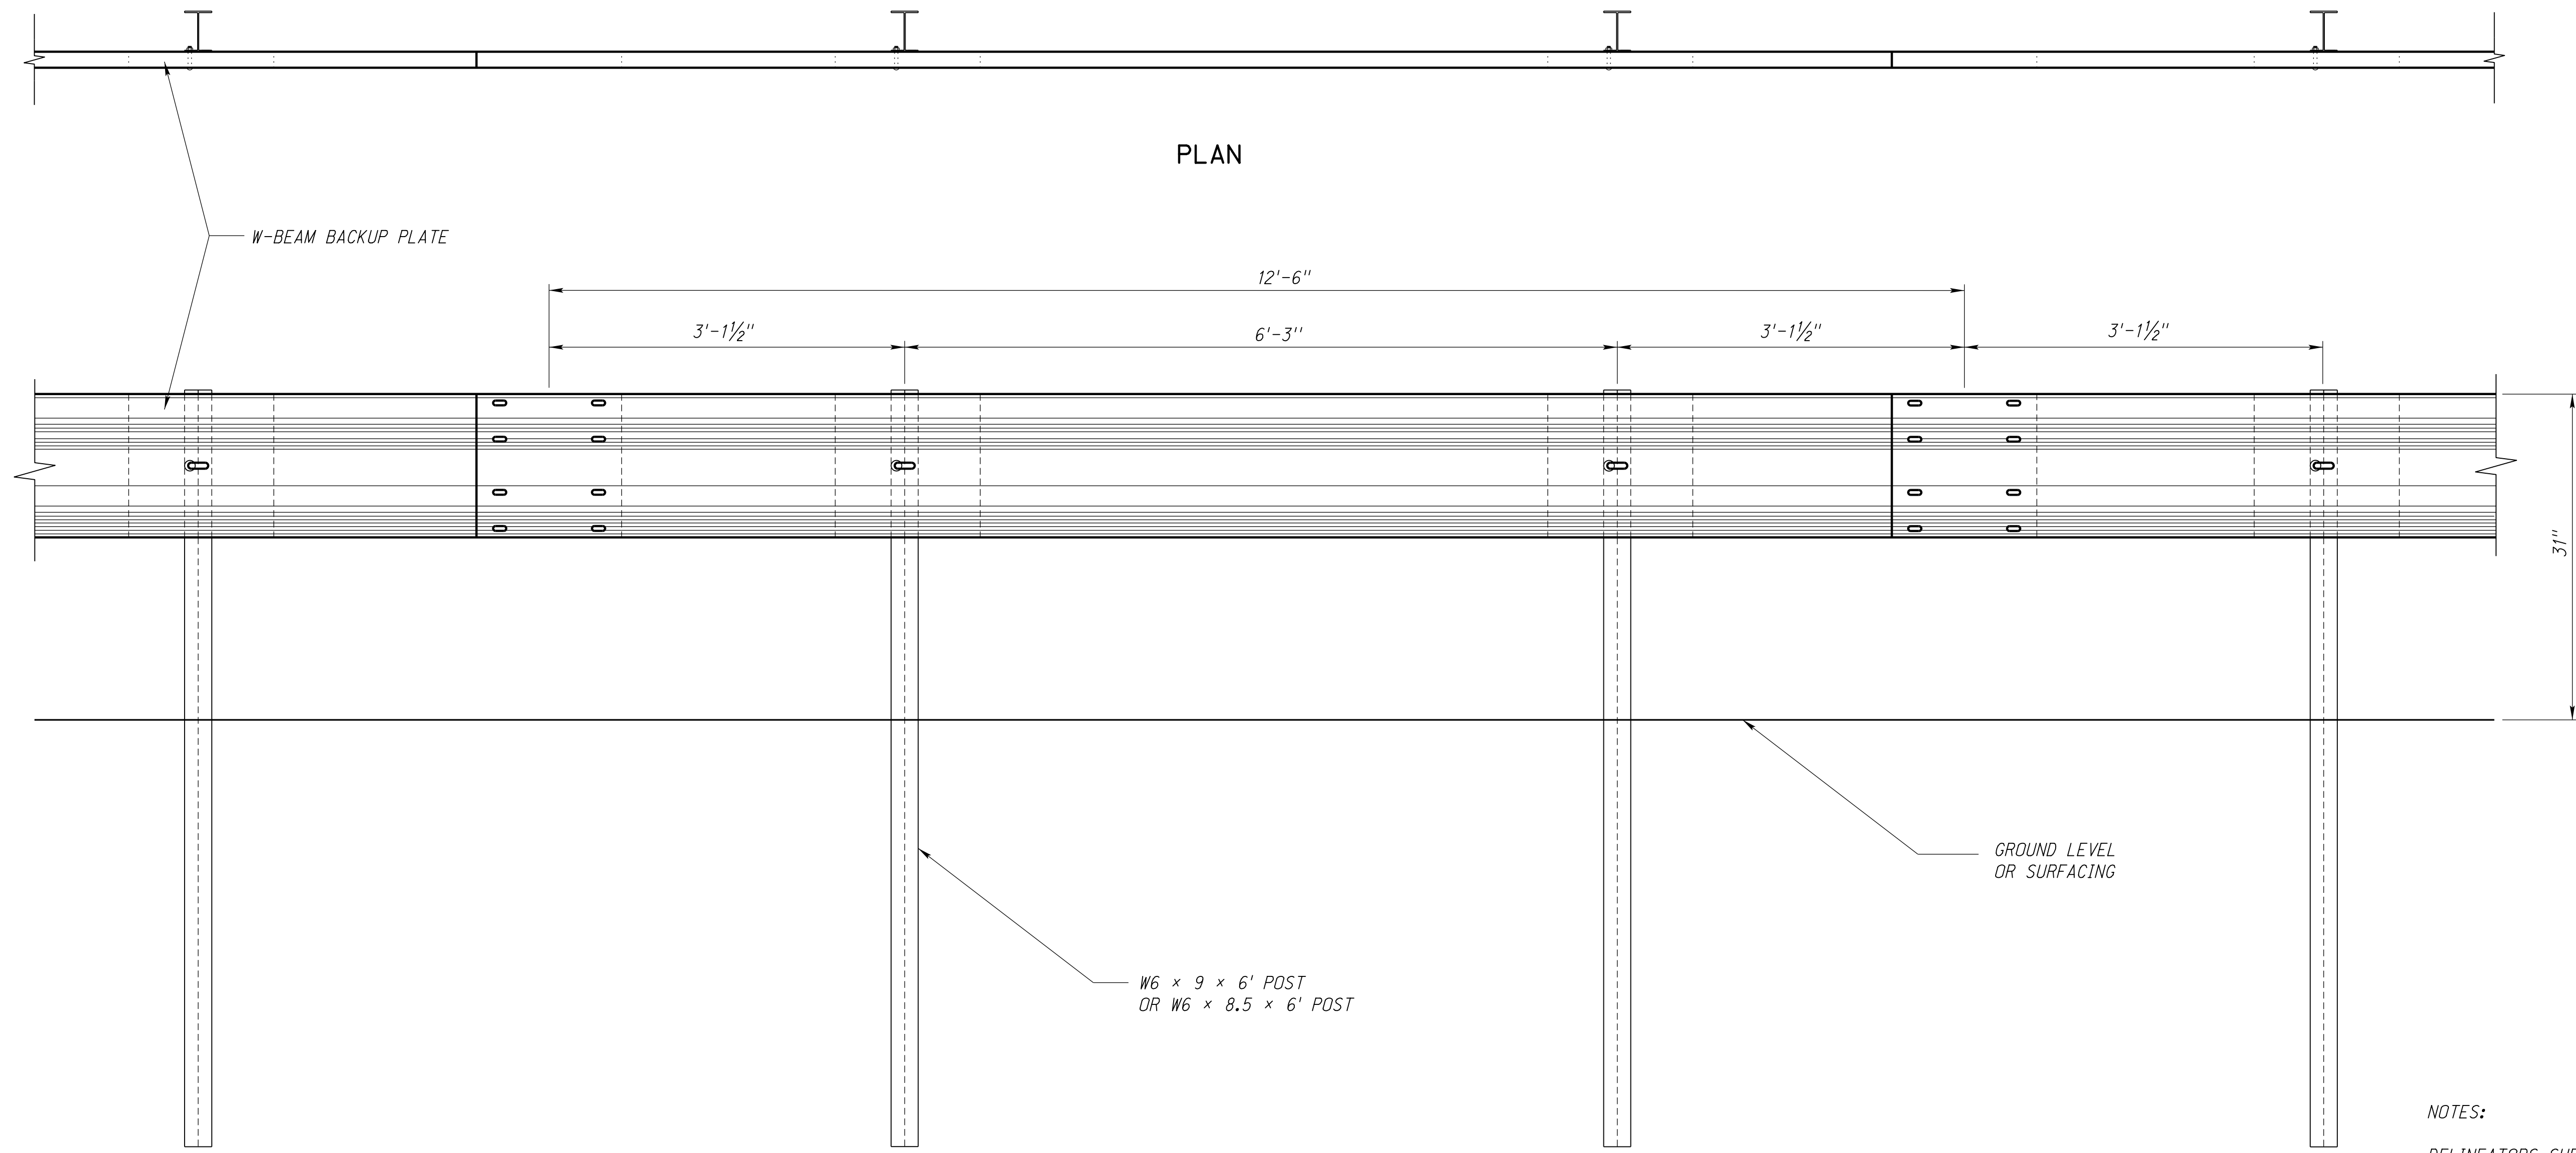 PLAN
W-BEAM BACKUP PLATE
12'-6"
3'-1½"
6'-3"
3'-1½"
3'-1½"
31"
GROUND LEVEL
OR SURFACING
W6 × 9 × 6' POST
OR W6 × 8.5 × 6' POST
NOTES: